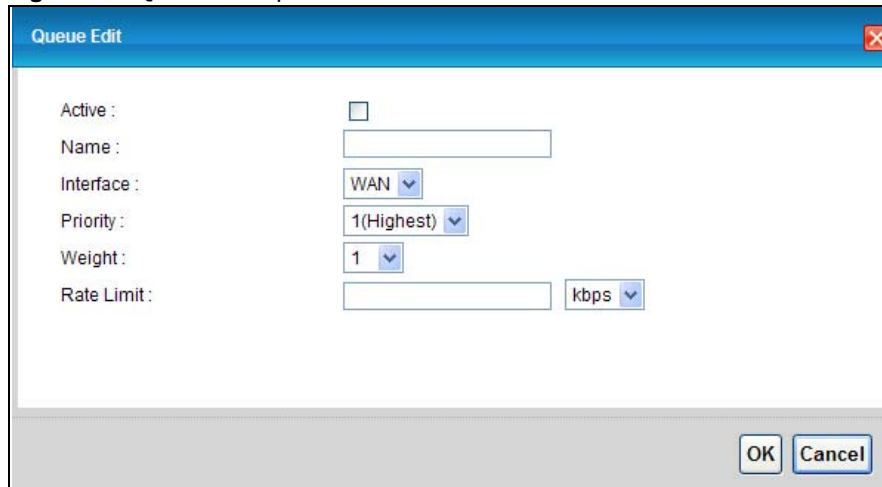 Queue Edit
Active :
Name :
Interface : WAN
Priority : 1(Highest)
Weight : 1
Rate Limit : kbps
OK Cancel